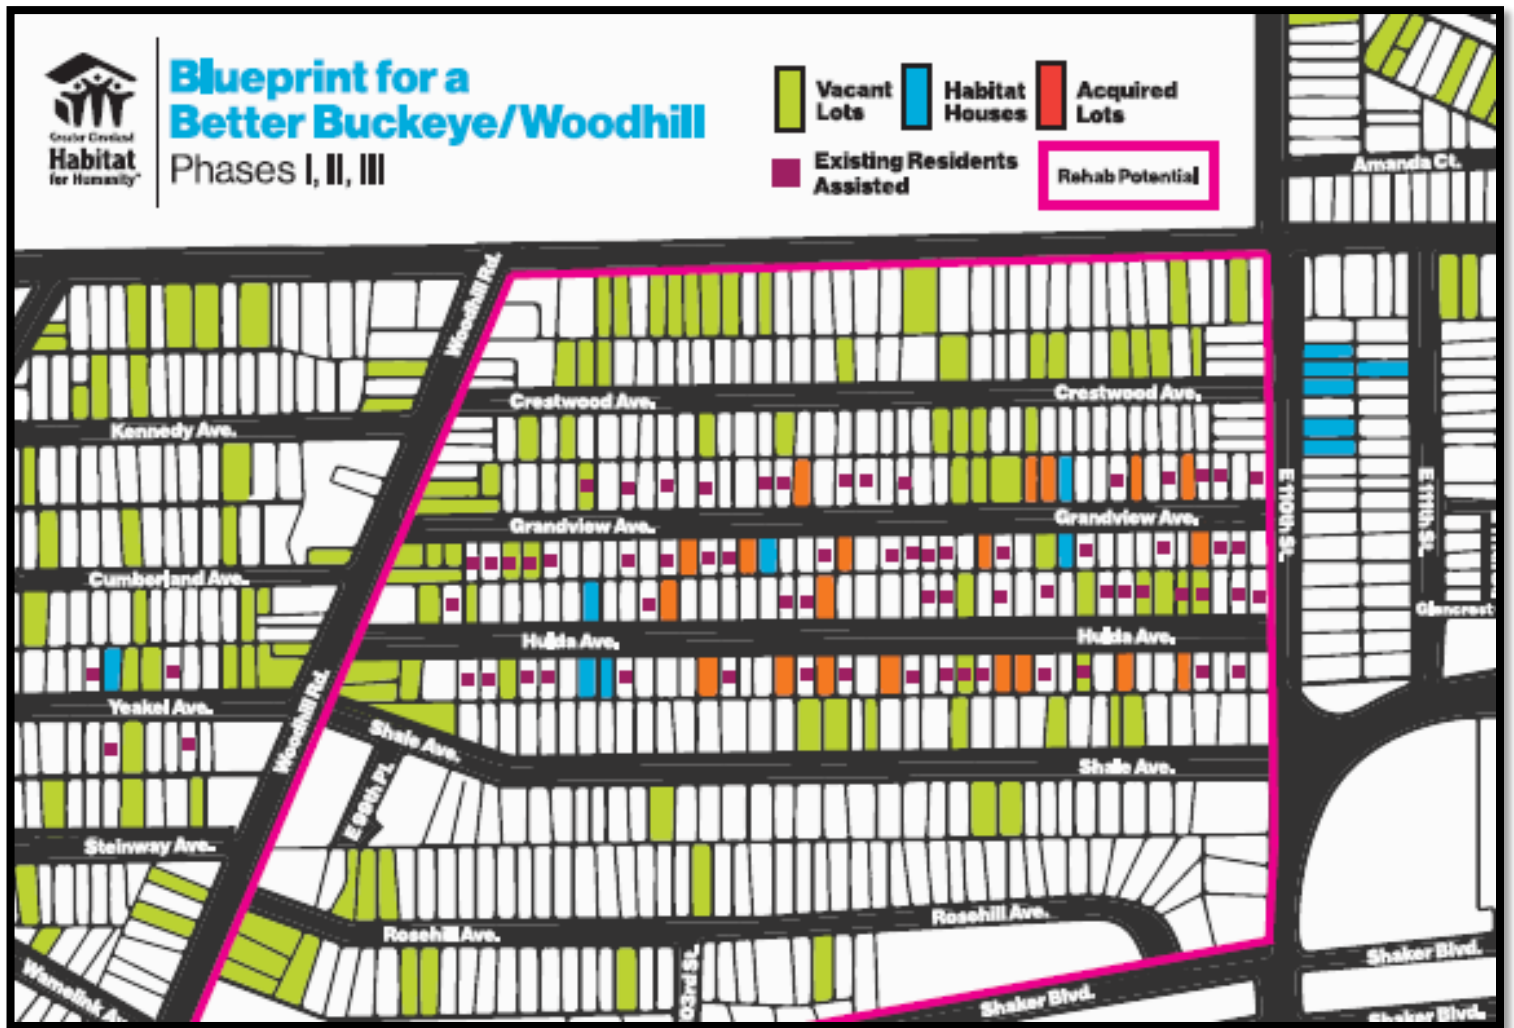 Greater Cleveland
Habitat
for Humanity®
Blueprint for a
Better Buckeye/Woodhill
Phases I, II, III
Vacant
Lots
Habitat
Houses
Acquired
Lots
Existing Residents
Assisted
Rehab Potential
Amanda Ct.
Woodhill Rd.
Crestwood Ave.
Crestwood Ave.
Kennedy Ave.
Grandview Ave.
Grandview Ave.
E 110th St.
E 111th St.
Cumberland Ave.
Glencrest
Hulda Ave.
Hulda Ave.
Yeakel Ave.
Woodhill Rd.
Shale Ave.
Shale Ave.
E 99th Pl.
Steinway Ave.
Rosehill Ave.
Rosehill Ave.
03rd St.
Wamelink Av
Shaker Blvd.
Shaker Blvd.
Shaker Blvd.